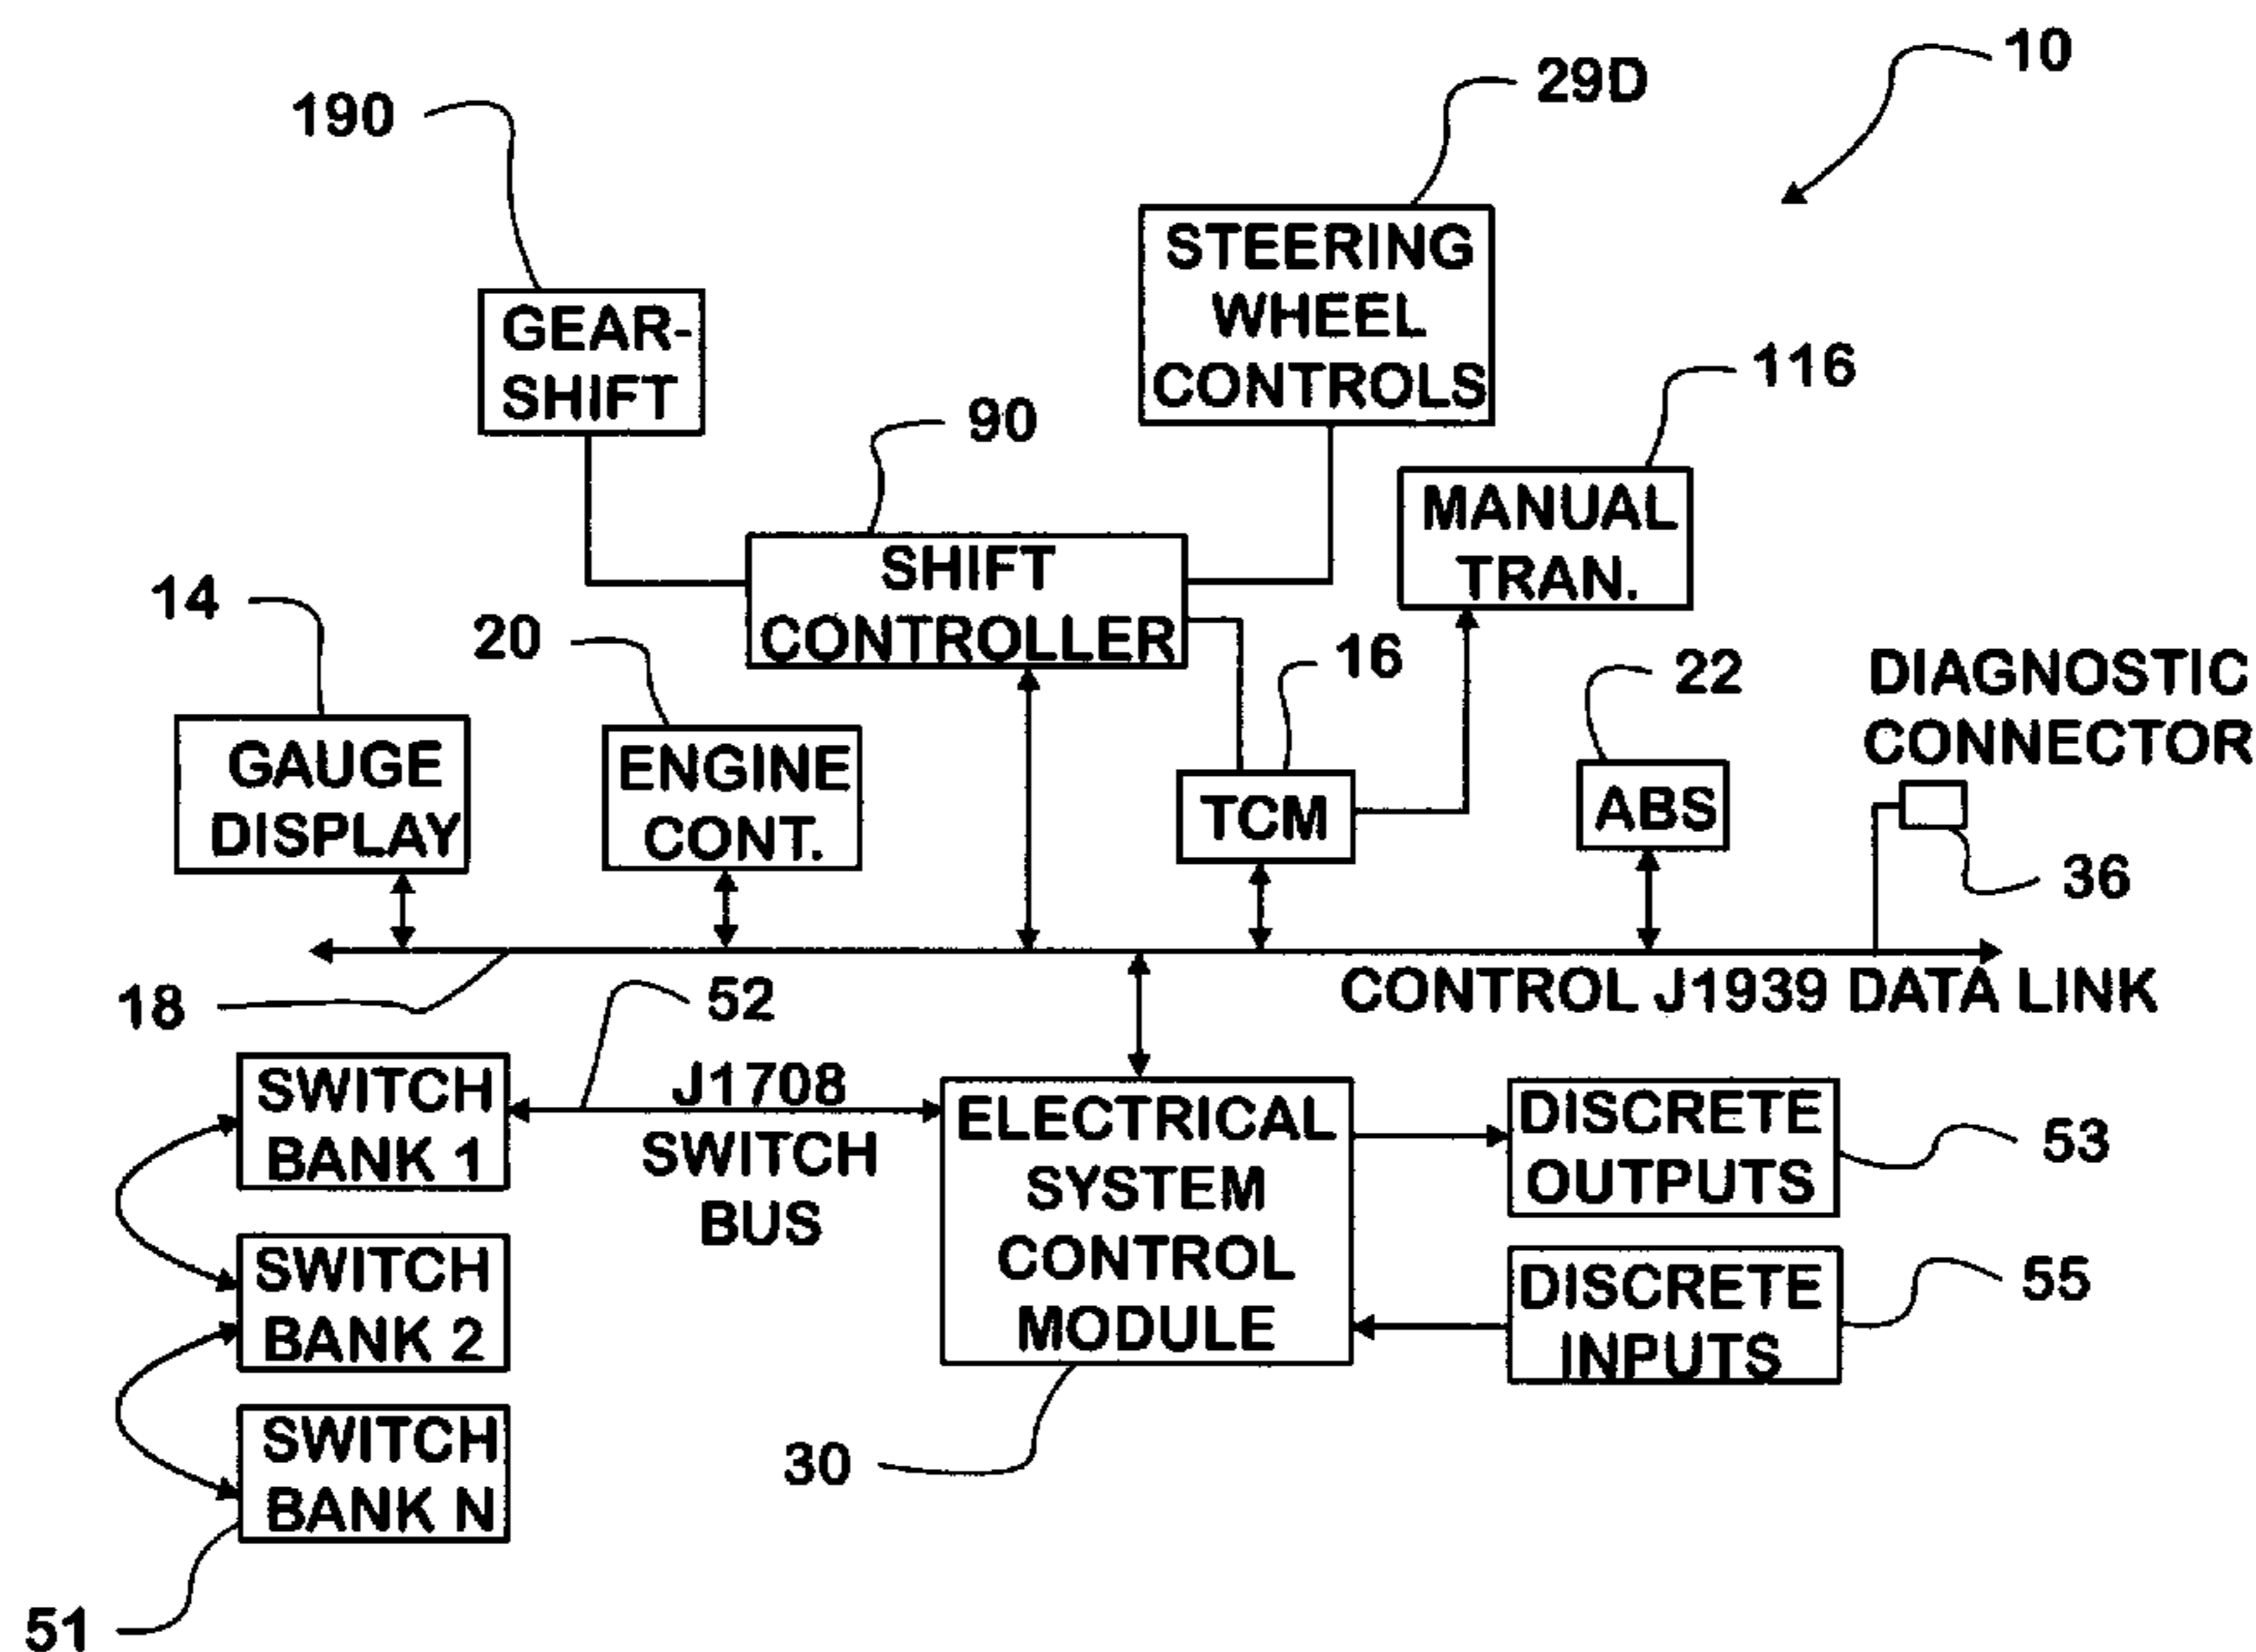 10
29D
190
STEERING
WHEEL
CONTROLS
GEAR-
SHIFT
116
90
MANUAL
TRAN.
SHIFT
CONTROLLER
14
20
16
22
DIAGNOSTIC
CONNECTOR
GAUGE
DISPLAY
ENGINE
CONT.
TCM
ABS
36
18
52
CONTROL J1939 DATA LINK
SWITCH
BANK 1
J1708
SWITCH
BUS
ELECTRICAL
SYSTEM
CONTROL
MODULE
DISCRETE
OUTPUTS
53
SWITCH
BANK 2
DISCRETE
INPUTS
55
SWITCH
BANK N
30
51